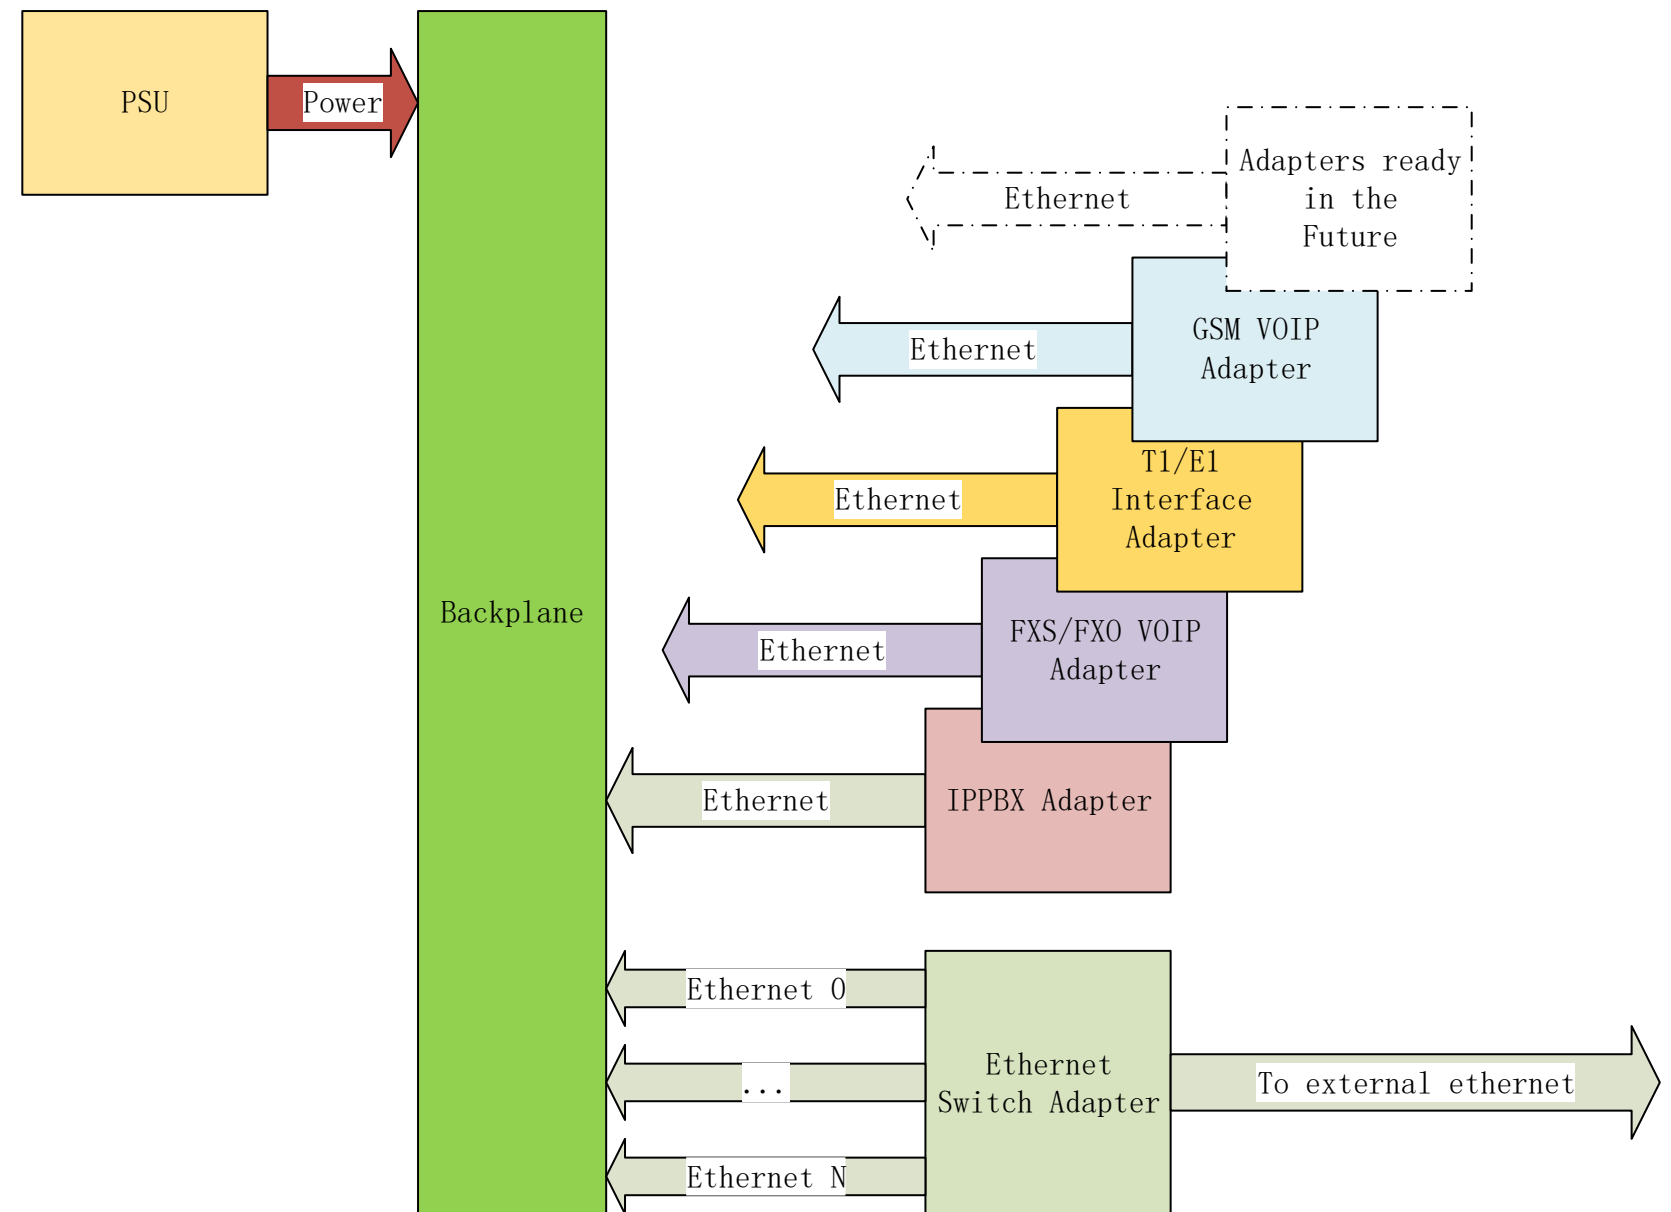 PSU
Power
Adapters ready
in the
Future
Ethernet
GSM VOIP
Adapter
Ethernet
T1/E1
Interface
Adapter
Ethernet
Backplane
FXS/FXO VOIP
Adapter
Ethernet
IPPBX Adapter
Ethernet
Ethernet 0
...
Ethernet N
Ethernet
Switch Adapter
To external ethernet